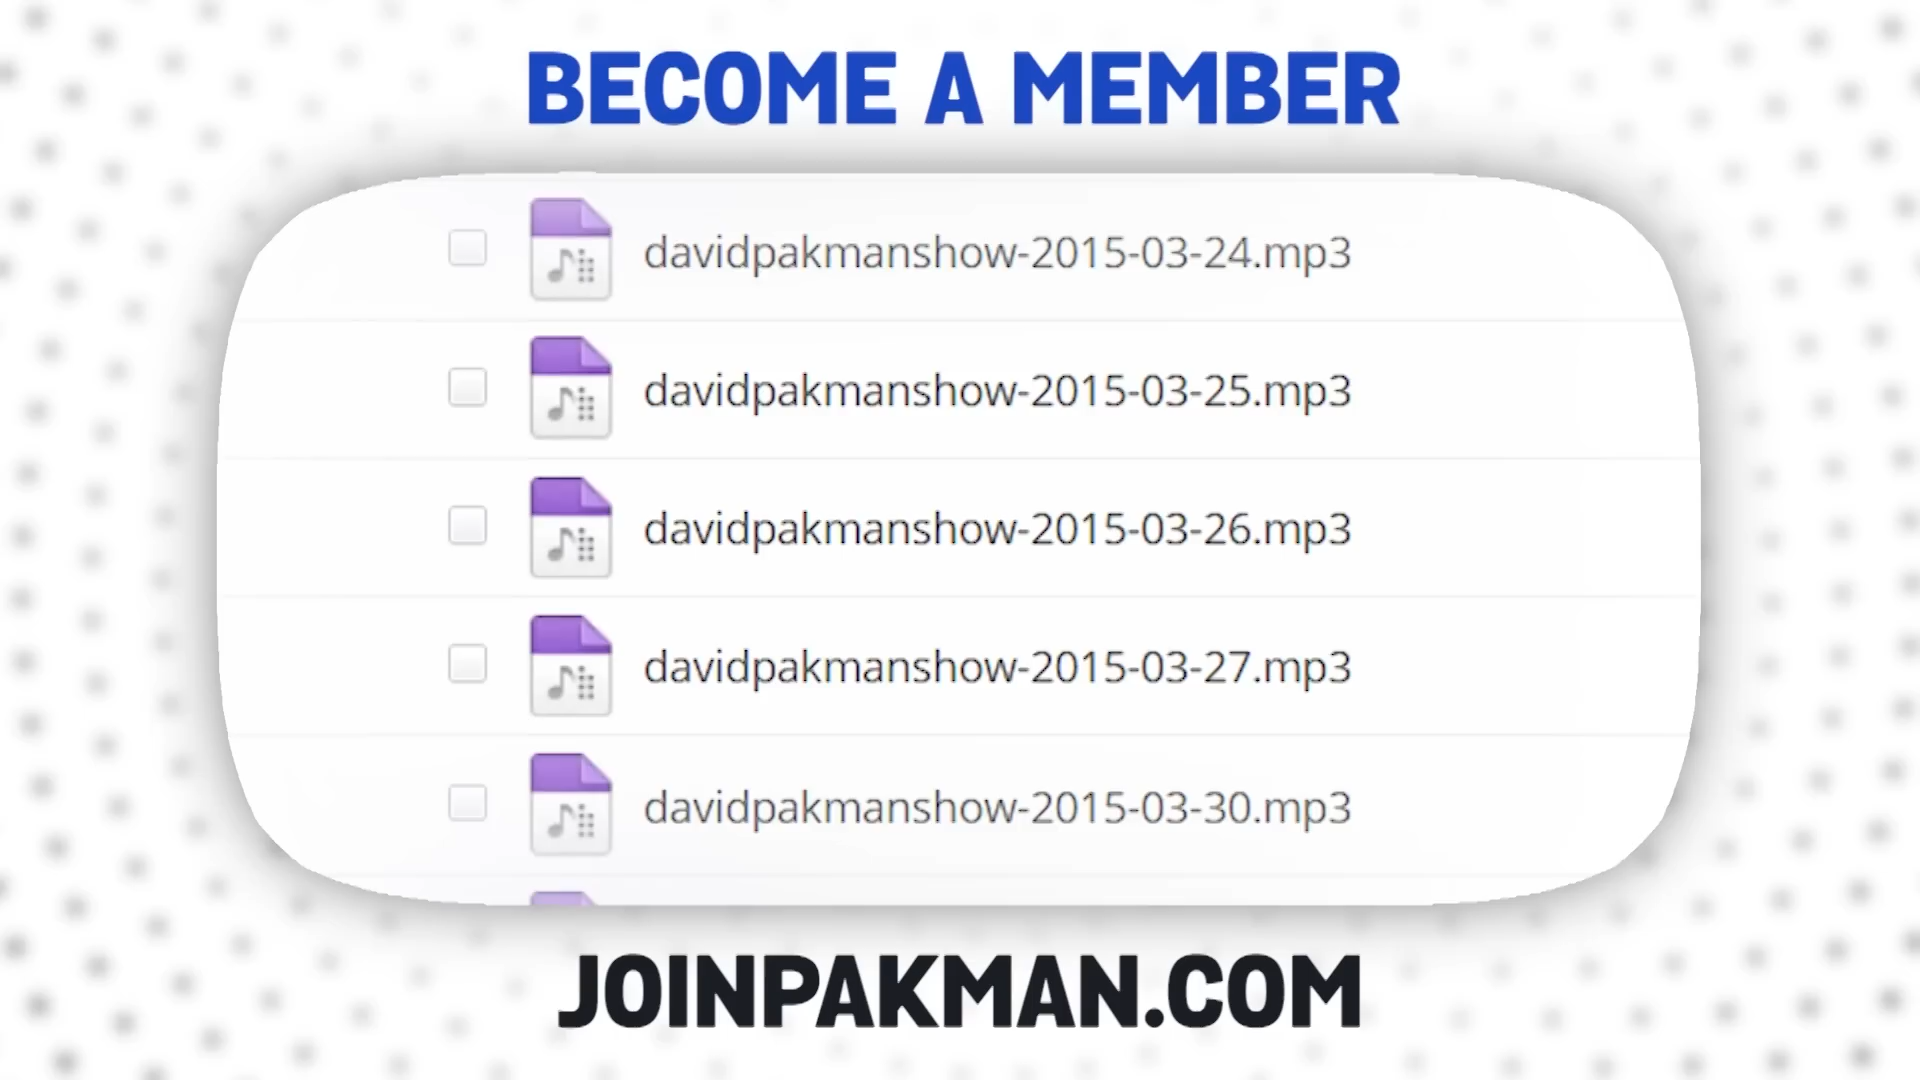 BECOME A MEMBER
davidpakmanshow-2015-03-24.mp3
davidpakmanshow-2015-03-25.mp3
davidpakmanshow-2015-03-26.mp3
davidpakmanshow-2015-03-27.mp3
davidpakmanshow-2015-03-30.mp3
JOINPAKMAN.COM